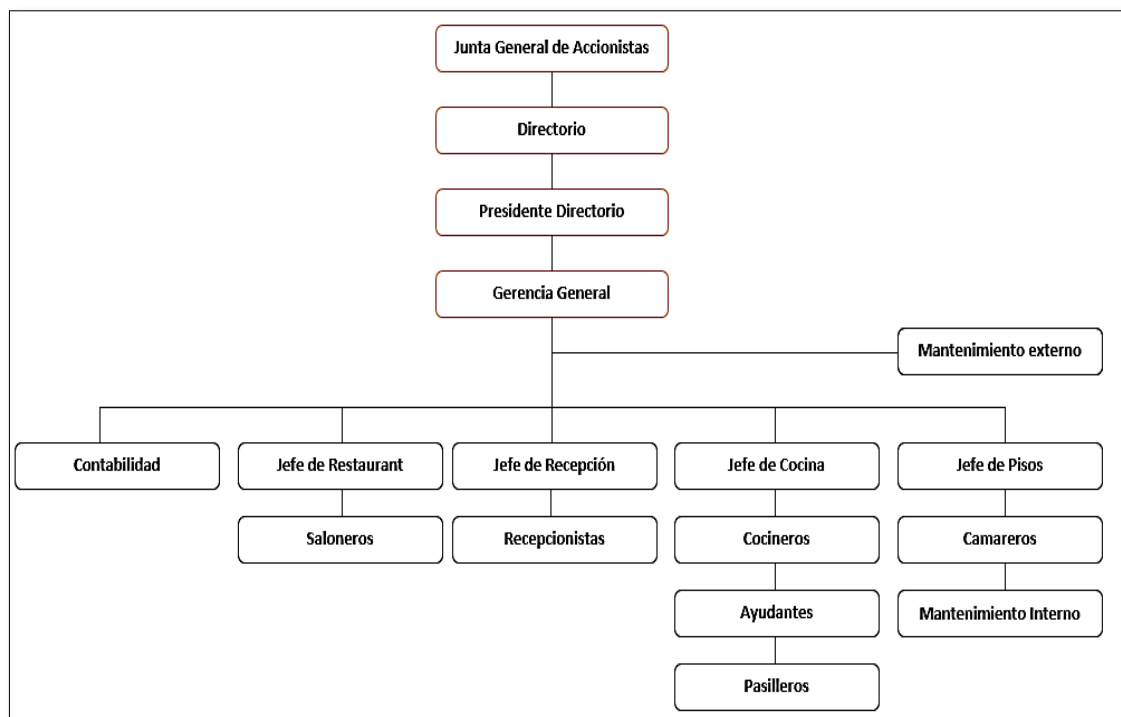 Junta General de Accionistas
Directorio
Presidente Directorio
Gerencia General
Mantenimiento externo
Contabilidad
Jefe de Restaurant
Jefe de Recepción
Jefe de Cocina
Jefe de Pisos
Saloneros
Recepcionistas
Cocineros
Camareros
Ayudantes
Mantenimiento Interno
Pasilleros